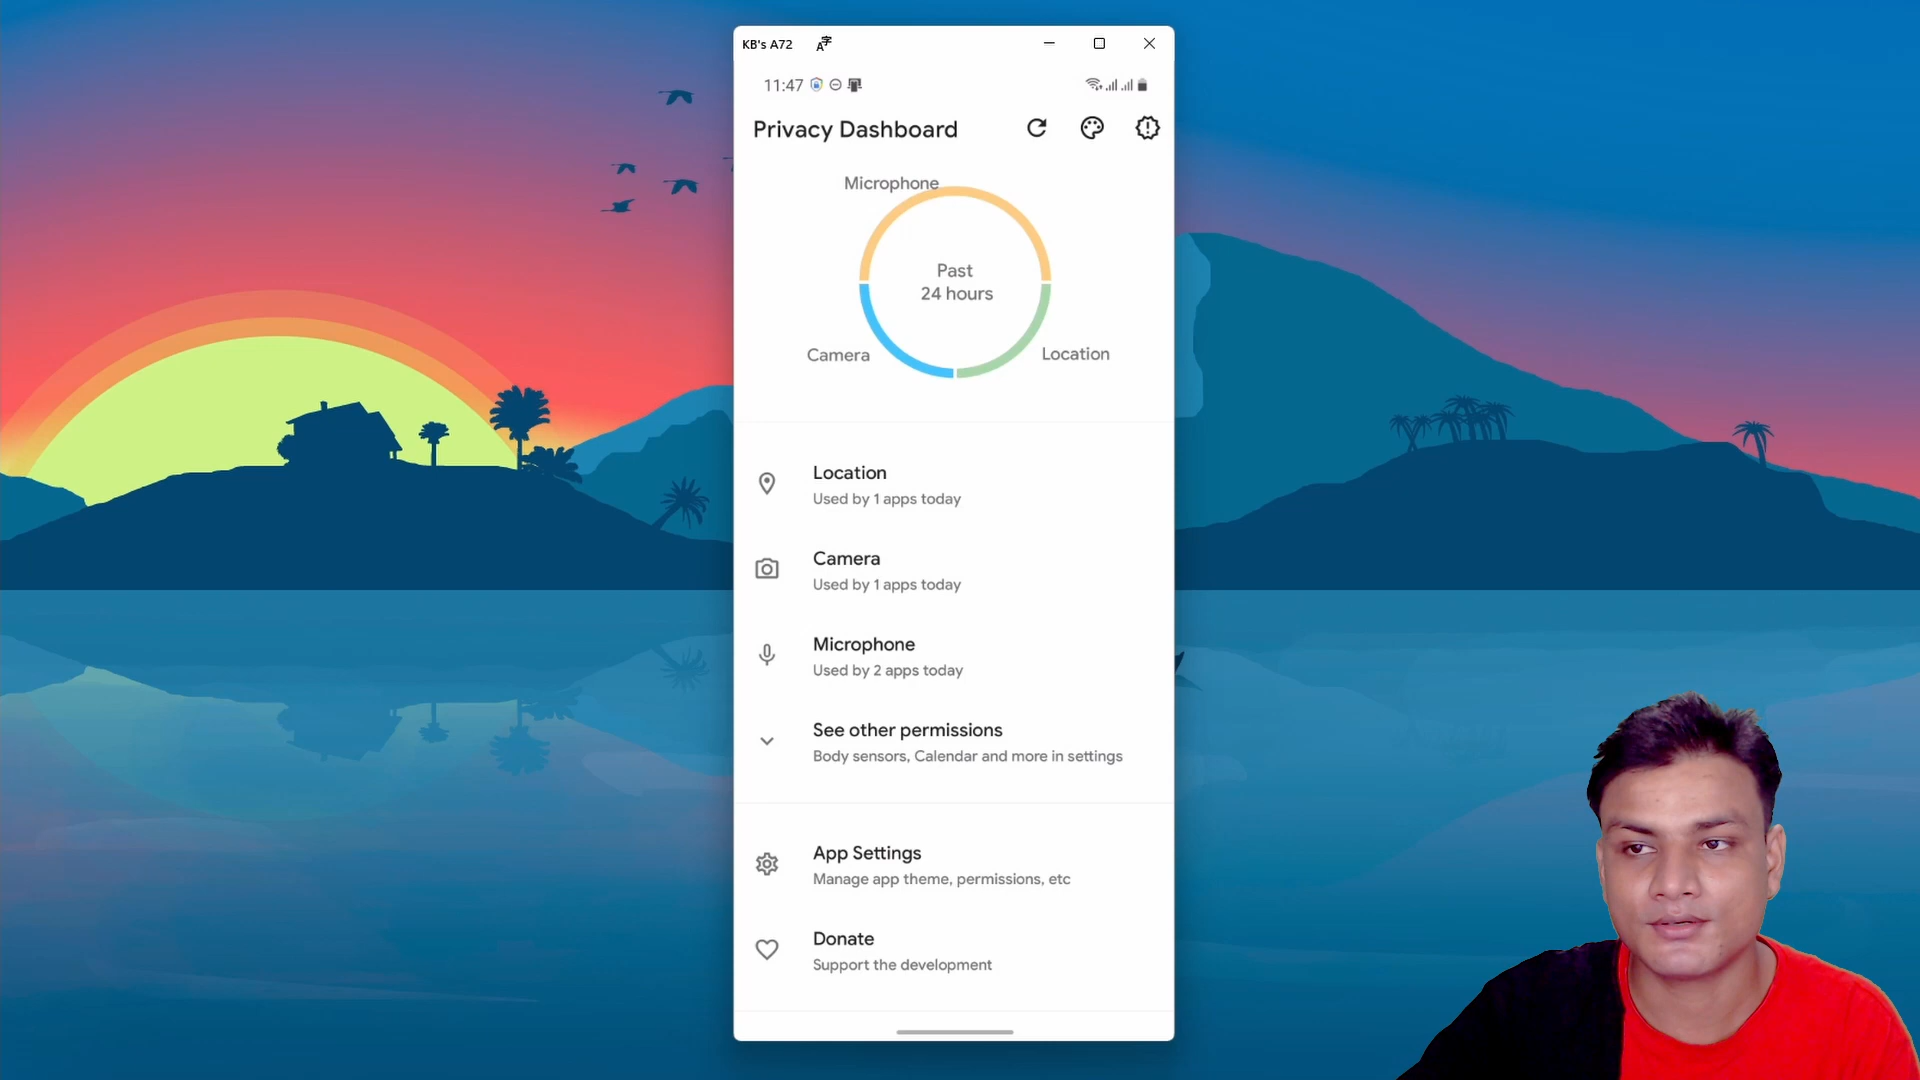 KB's A72
11:47
Privacy Dashboard
Microphone
Past
24 hours
Camera
Location
Location
Used by 1 apps today
Camera
Used by 1 apps today
Microphone
Used by 2 apps today
See other permissions
Body sensors, Calendar and more in settings
App Settings
Manage app theme, permissions, etc
Donate
Support the development